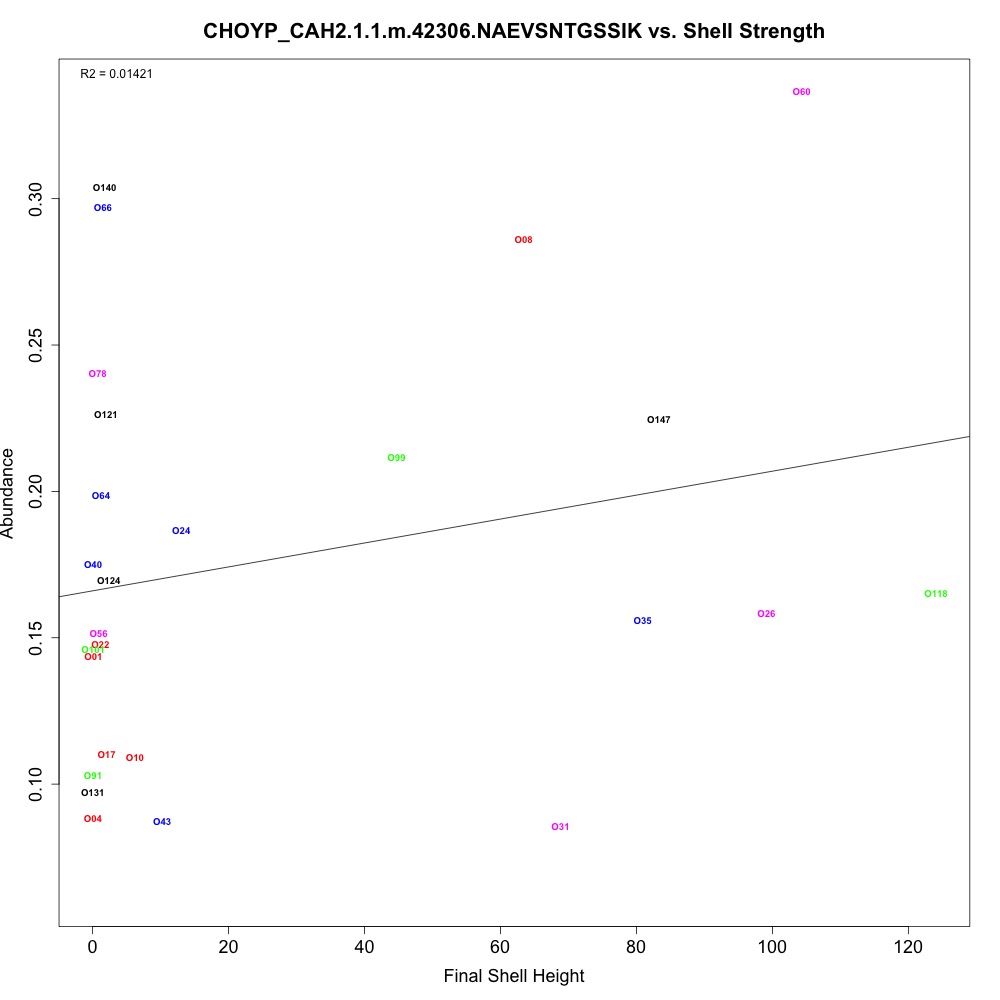 CHOYP_CAH2.1.1.m.42306.NAEVSNTGSSIK vs. Shell Strength
R2 = 0.01421
O60
O140
0.30
O66
O08
0.25
O78
O121
O147
O99
0.20
O64
O24
O40
O124
O118
O26
O35
O56
0.15
O22
O101
O01
O17
O10
O91
0.10
O131
O04
O43
O31
Abundance
0 20 40 60 80 100 120
Final Shell Height